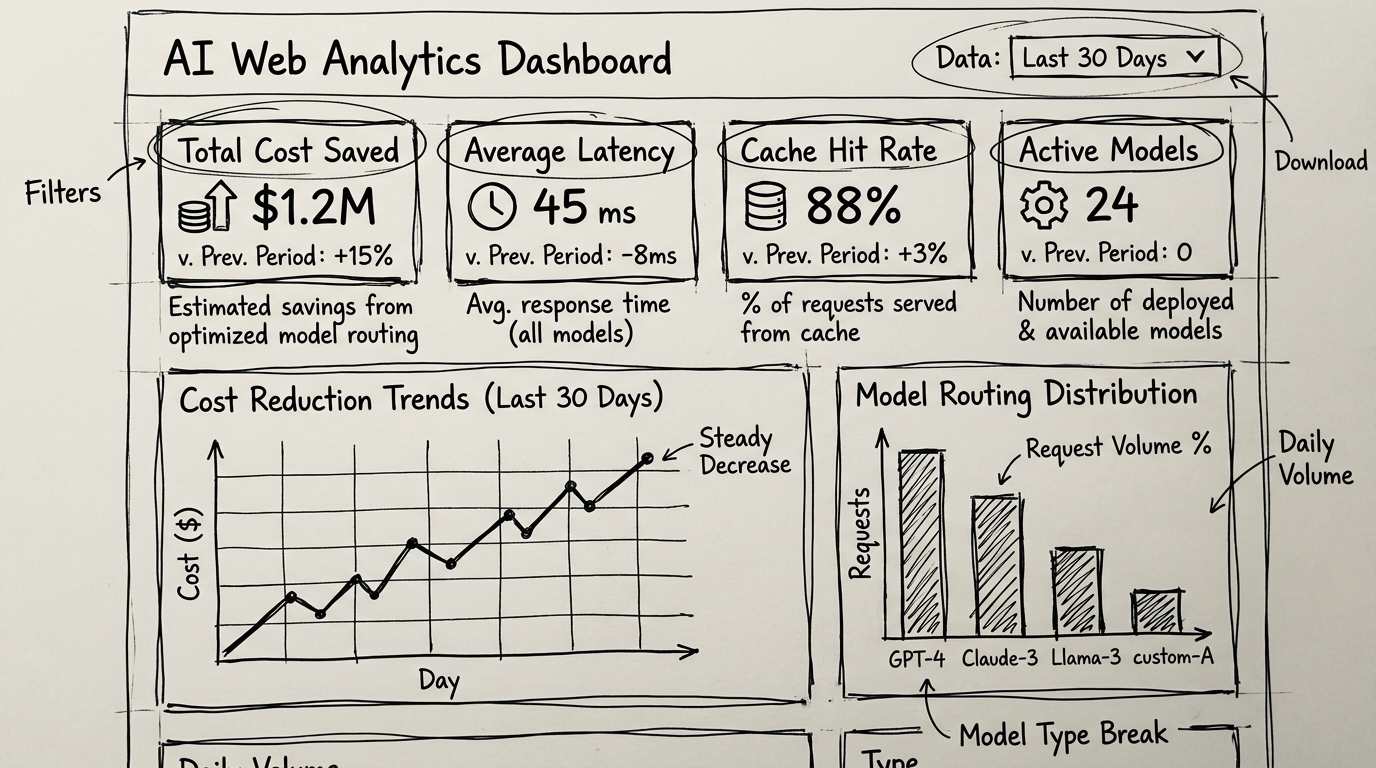 AI Web Analytics Dashboard
Data: Last 30 Days
Download
Filters
Total Cost Saved
$1.2M
v. Prev. Period: +15%
Estimated savings from
optimized model routing
Average Latency
45 ms
v. Prev. Period: -8ms
Avg. response time
(all models)
Cache Hit Rate
88%
v. Prev. Period: +3%
% of requests served
from cache
Active Models
24
v. Prev. Period: 0
Number of deployed
& available models
Cost Reduction Trends (Last 30 Days)
Steady
Decrease
Cost ($)
Day
Model Routing Distribution
Request Volume %
Daily
Volume
Requests
GPT-4
Claude-3
Llama-3
custom-A
Model Type Break
Daily Volume
Type